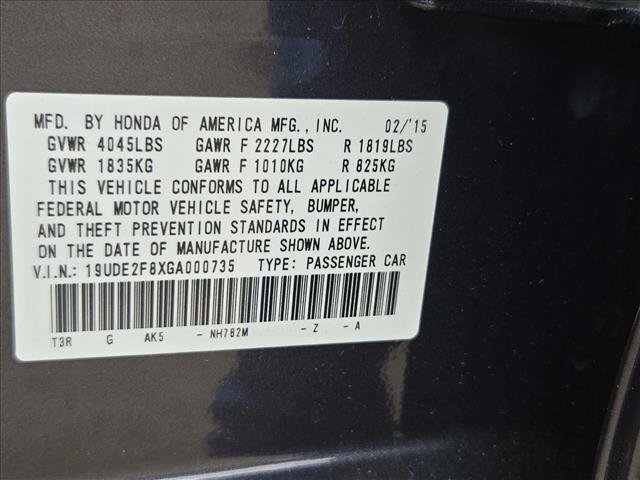 MFD. BY HONDA OF AMERICA MFG., INC. 02/'15
GVWR 4045LBS GAWR F 2227LBS R 1819LBS
GVWR 1835KG GAWR F 1010KG R 825KG
THIS VEHICLE CONFORMS TO ALL APPLICABLE
FEDERAL MOTOR VEHICLE SAFETY, BUMPER,
AND THEFT PREVENTION STANDARDS IN EFFECT
ON THE DATE OF MANUFACTURE SHOWN ABOVE.
V.I.N.: 19UDE2F8XGA000735 TYPE: PASSENGER CAR
T3R G AK5 - NH782M - Z - A